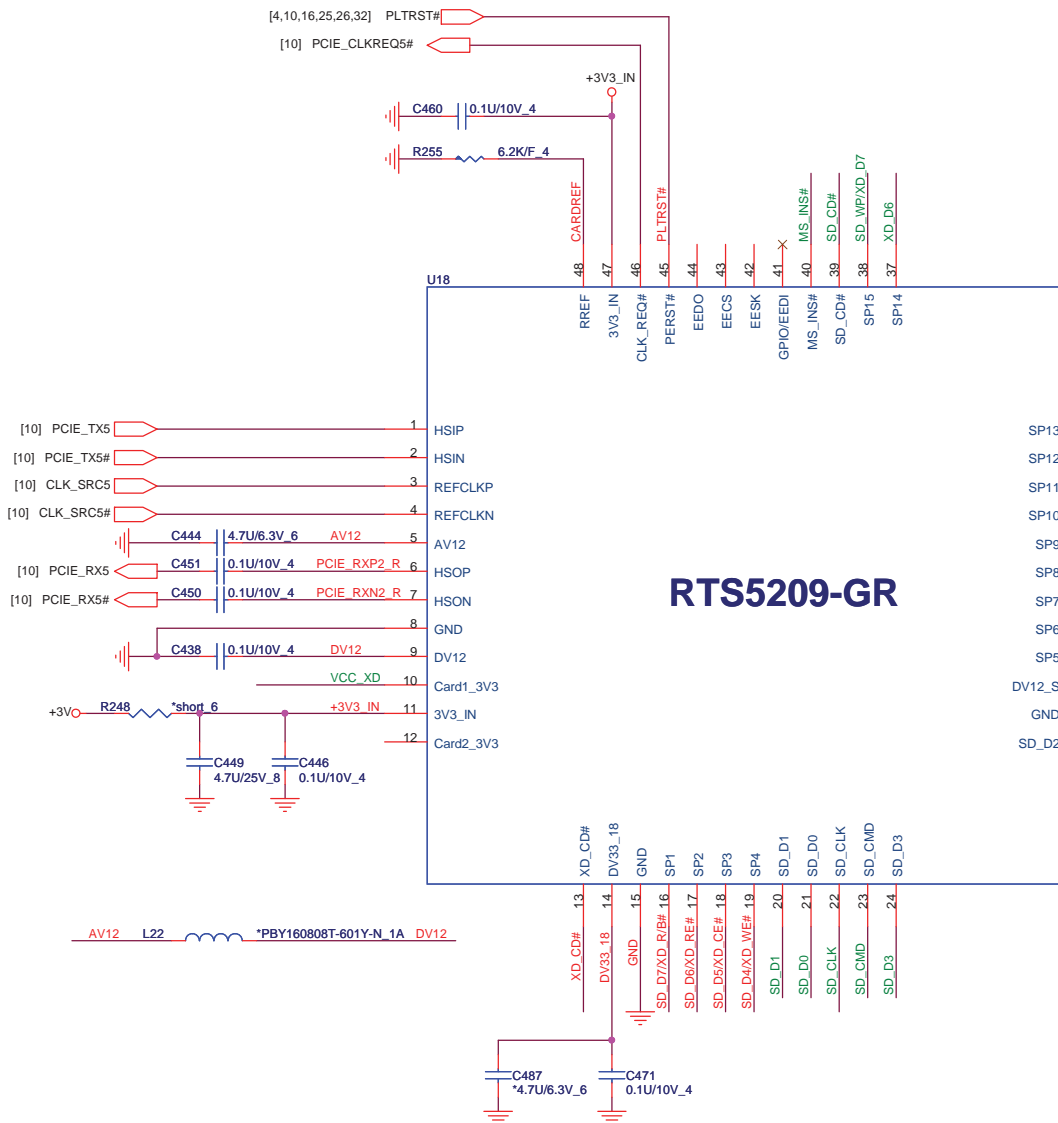 [4,10,16,25,26,32] PLTRST#
[10] PCIE_CLKREQ5#
+3V3_IN
C460 0.1U/10V_4
R255 6.2K/F_4
CARDREF
PLTRST#
MS_INS#
SD_CD#
SD_WP/XD_D7
XD_D6
48 47 46 45 44 43 42 41 40 39 38 37
U18
RREF
3V3_IN
CLK_REQ#
PERST#
EEDO
EECS
EESK
GPIO/EEDI
MS_INS#
SD_CD#
SP15
SP14
[10] PCIE_TX5 1 HSIP
[10] PCIE_TX5# 2 HSIN
[10] CLK_SRC5 3 REFCLKP
[10] CLK_SRC5# 4 REFCLKN
C444 4.7U/6.3V_6 AV12 5 AV12
[10] PCIE_RX5 C451 0.1U/10V_4 PCIE_RXP2_R 6 HSOP
[10] PCIE_RX5# C450 0.1U/10V_4 PCIE_RXN2_R 7 HSON
8 GND
C438 0.1U/10V_4 DV12 9 DV12
VCC_XD 10 Card1_3V3
+3V R248 *short_6 +3V3_IN 11 3V3_IN
12 Card2_3V3
C449
4.7U/25V_8
C446
0.1U/10V_4
RTS5209-GR
SP13
SP12
SP11
SP10
SP9
SP8
SP7
SP6
SP5
DV12_S
GND
SD_D2
XD_CD#
DV33_18
GND
SP1
SP2
SP3
SP4
SD_D1
SD_D0
SD_CLK
SD_CMD
SD_D3
13 14 15 16 17 18 19 20 21 22 23 24
XD_CD#
DV33_18
GND
SD_D7/XD_R/B#
SD_D6/XD_RE#
SD_D5/XD_CE#
SD_D4/XD_WE#
SD_D1
SD_D0
SD_CLK
SD_CMD
SD_D3
AV12 L22 *PBY160808T-601Y-N_1A DV12
C487
*4.7U/6.3V_6
C471
0.1U/10V_4